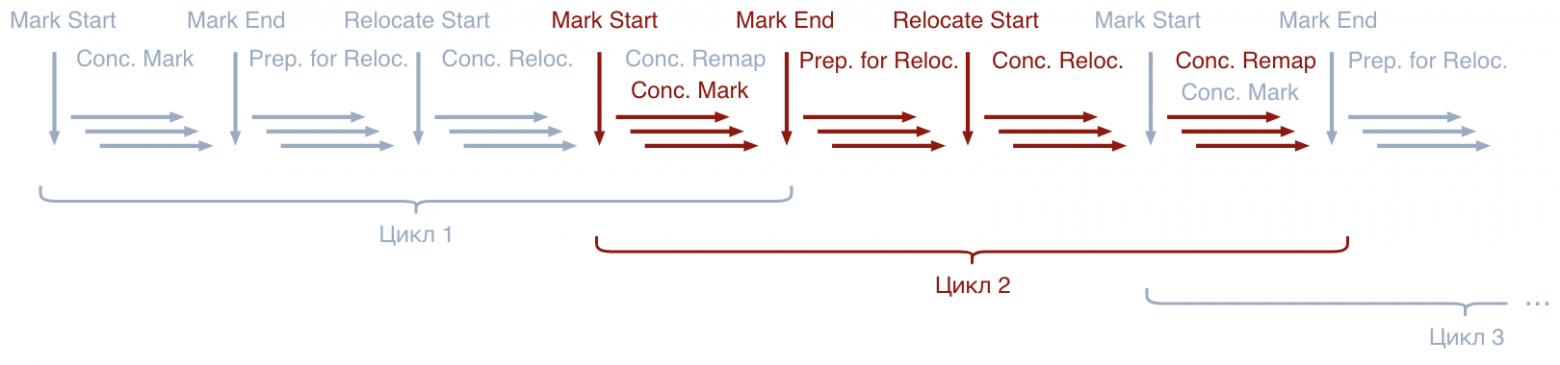 Mark Start Mark End Relocate Start Mark Start Mark End Relocate Start Mark Start Mark End
Conc. Mark Prep. for Reloc. Conc. Reloc. Conc. Remap Prep. for Reloc. Conc. Reloc. Conc. Remap Prep. for Reloc.
Conc. Mark Conc. Mark
Цикл 1
Цикл 2
Цикл 3
...